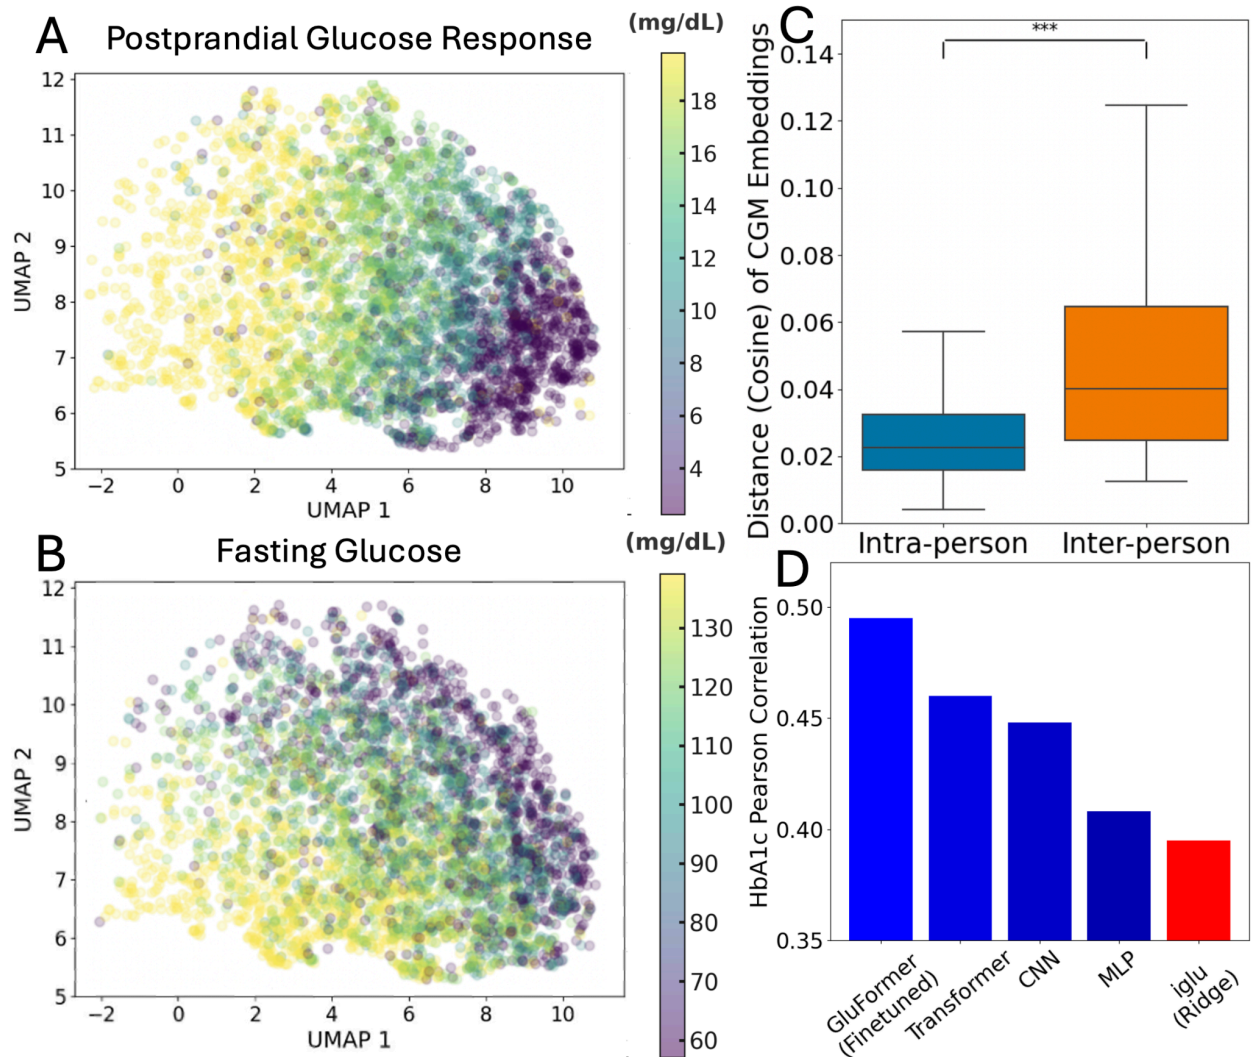 A
Postprandial Glucose Response
(mg/dL)
12
11
10
9
8
7
6
5
UMAP 2
−2
0
2
4
6
8
10
UMAP 1
18
16
14
12
10
8
6
4
B
Fasting Glucose
(mg/dL)
12
11
10
9
8
7
6
5
UMAP 2
−2
0
2
4
6
8
10
UMAP 1
130
120
110
100
90
80
70
60
C
***
Distance (Cosine) of CGM Embeddings
0.14
0.12
0.10
0.08
0.06
0.04
0.02
0.00
Intra-person
Inter-person
D
HbA1c Pearson Correlation
0.50
0.45
0.40
0.35
GluFormer
(Finetuned)
Transformer
CNN
MLP
iglu
(Ridge)